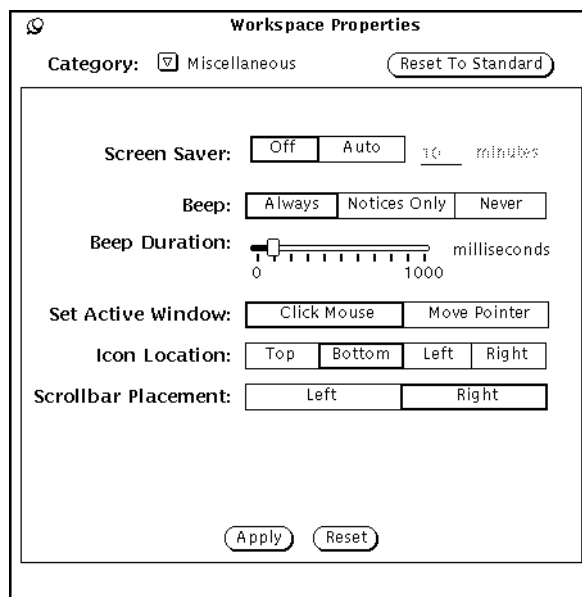 Workspace Properties
Category: Miscellaneous Reset To Standard
Screen Saver: Off Auto 10 minutes
Beep: Always Notices Only Never
Beep Duration: milliseconds
0 1000
Set Active Window: Click Mouse Move Pointer
Icon Location: Top Bottom Left Right
Scrollbar Placement: Left Right
Apply Reset